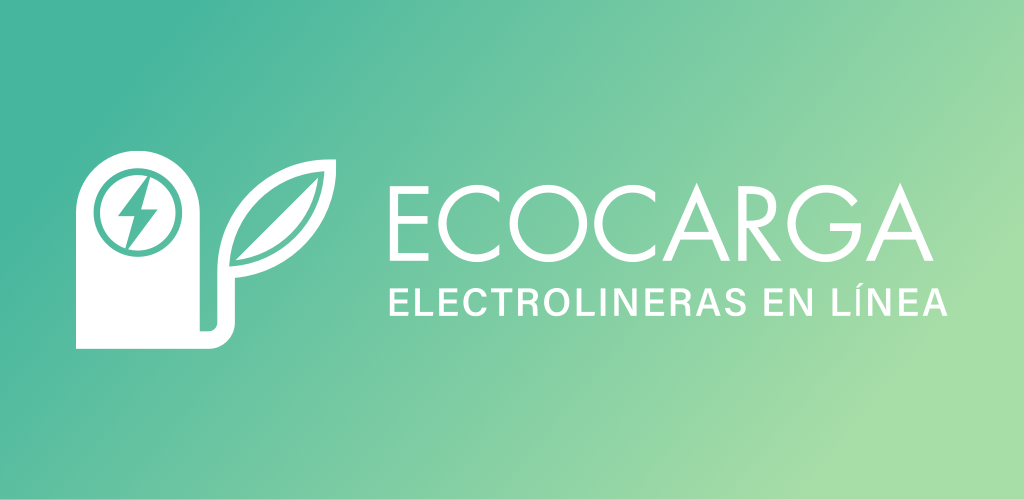 ECOCARGA
ELECTROLINERAS EN LÍNEA